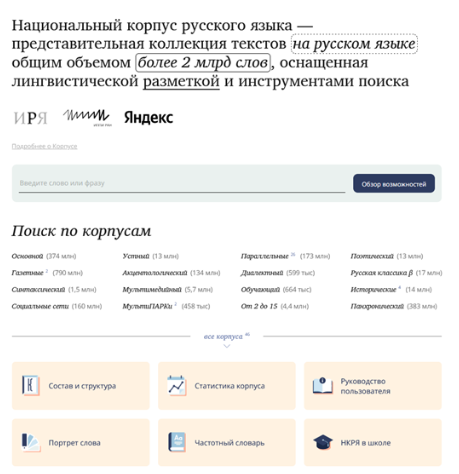 Национальный корпус русского языка —
представительная коллекция текстов на русском языке
общим объемом более 2 млрд слов, оснащенная
лингвистической разметкой и инструментами поиска
ИРЯ Яндекс
Подробнее о Корпусе
Введите слово или фразу Обзор возможностей
Поиск по корпусам
Основной (374 млн) Устный (13 млн) Параллельные (173 млн) Поэтический (13 млн)
Газетные 2 (790 млн) Акцентологический (134 млн) Диалектный (599 тыс) Русская классика β (17 млн)
Синтаксический (1,5 млн) Мультимедийный (5,7 млн) Обучающий (664 тыс) Исторические 4 (14 млн)
Социальные сети (160 млн) МультиПАРКи 2 (458 тыс) От 2 до 15 (4,4 млн) Панхронический (383 млн)
все корпуса
Состав и структура Статистика корпуса Руководство
пользователя
Портрет слова Частотный словарь НКРЯ в школе